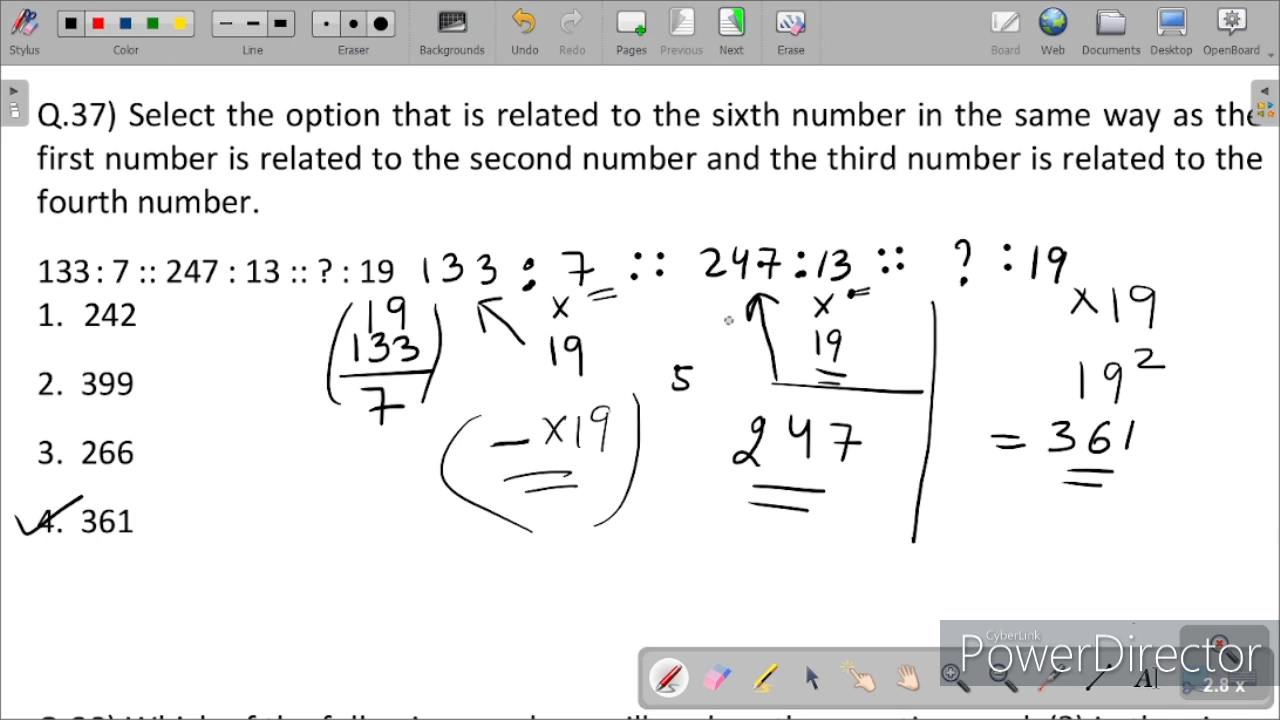 Stylus Color Line Eraser Backgrounds Undo Redo Pages Previous Next Erase Board Web Documents Desktop OpenBoard
Q.37) Select the option that is related to the sixth number in the same way as the
first number is related to the second number and the third number is related to the
fourth number.
133 : 7 :: 247 : 13 :: ? : 19 133 : 7 :: 247 : 13 :: ? : 19
1. 242
19 x x x19
133 19 19 19²
7
2. 399
5
3. 266
- x19 247 = 361
4. 361
CyberLink
PowerDirector
2.8 x